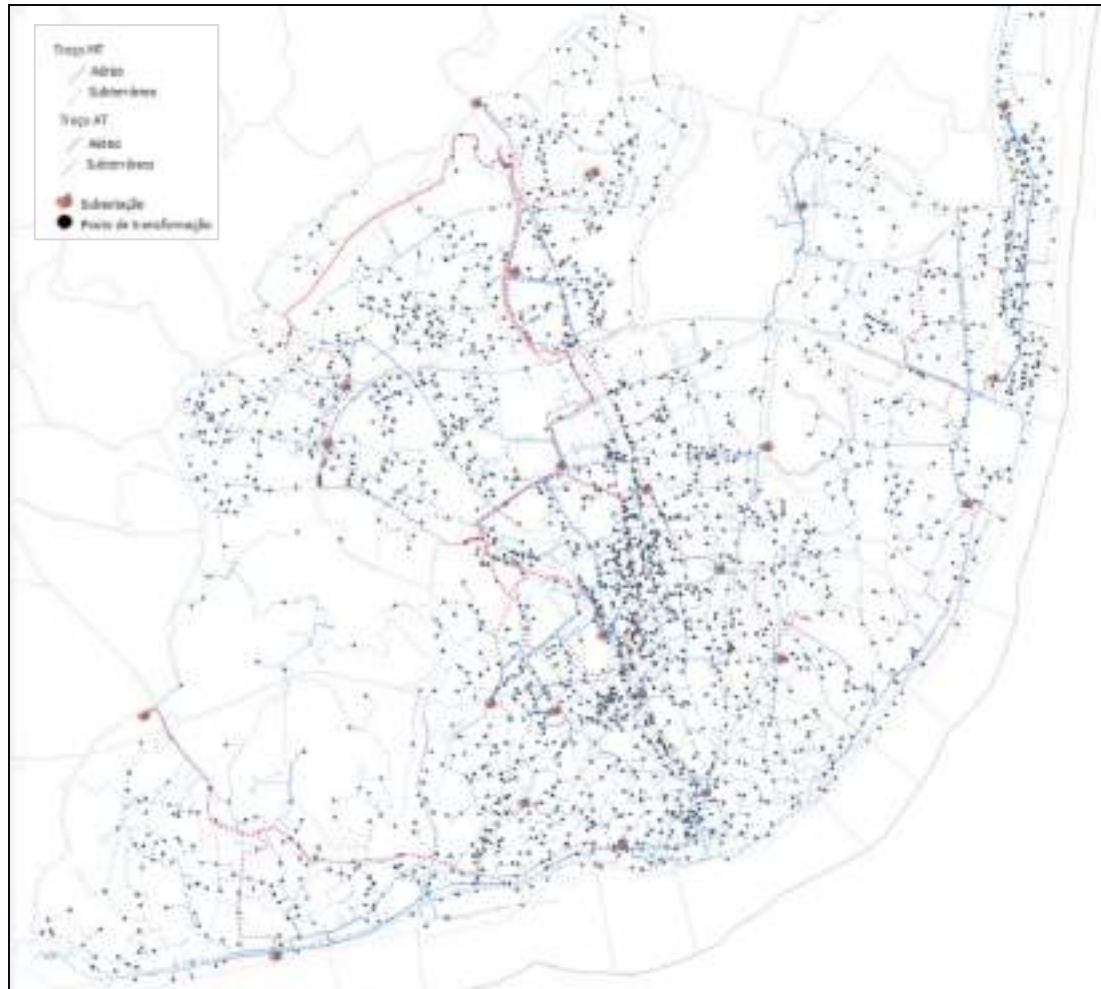 Traço MT
Aéreo
Subterrâneo
Traço AT
Aéreo
Subterrâneo
Subestação
Posto de transformação